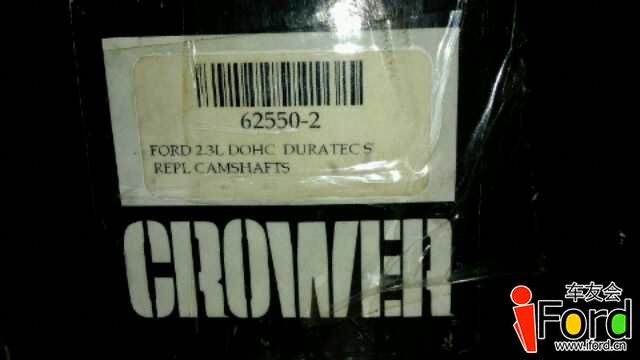 62550-2
FORD 2.3L DOHC DURATEC S
REPL CAMSHAFTS
CROWER
车友会
iFord
www.iford.cn